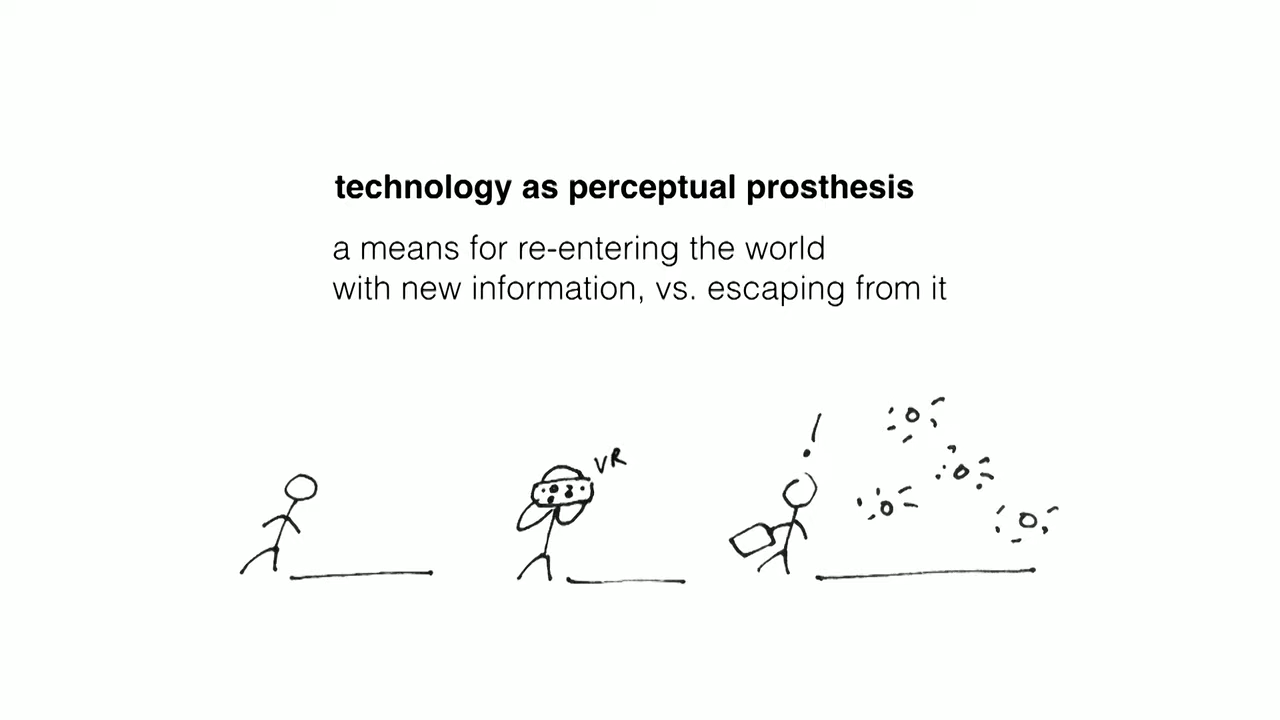 technology as perceptual prosthesis
a means for re-entering the world
with new information, vs. escaping from it
!
VR